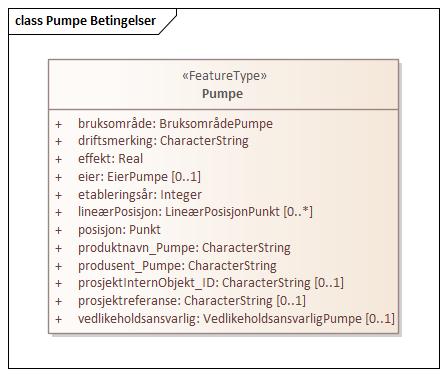 class Pumpe Betingelser
«FeatureType»
Pumpe
+ bruksområde: BruksområdePumpe
+ driftsmerking: CharacterString
+ effekt: Real
+ eier: EierPumpe [0..1]
+ etableringsår: Integer
+ lineærPosisjon: LineærPosisjonPunkt [0..*]
+ posisjon: Punkt
+ produktnavn_Pumpe: CharacterString
+ produsent_Pumpe: CharacterString
+ prosjektInternObjekt_ID: CharacterString [0..1]
+ prosjektreferanse: CharacterString [0..1]
+ vedlikeholdsansvarlig: VedlikeholdsansvarligPumpe [0..1]